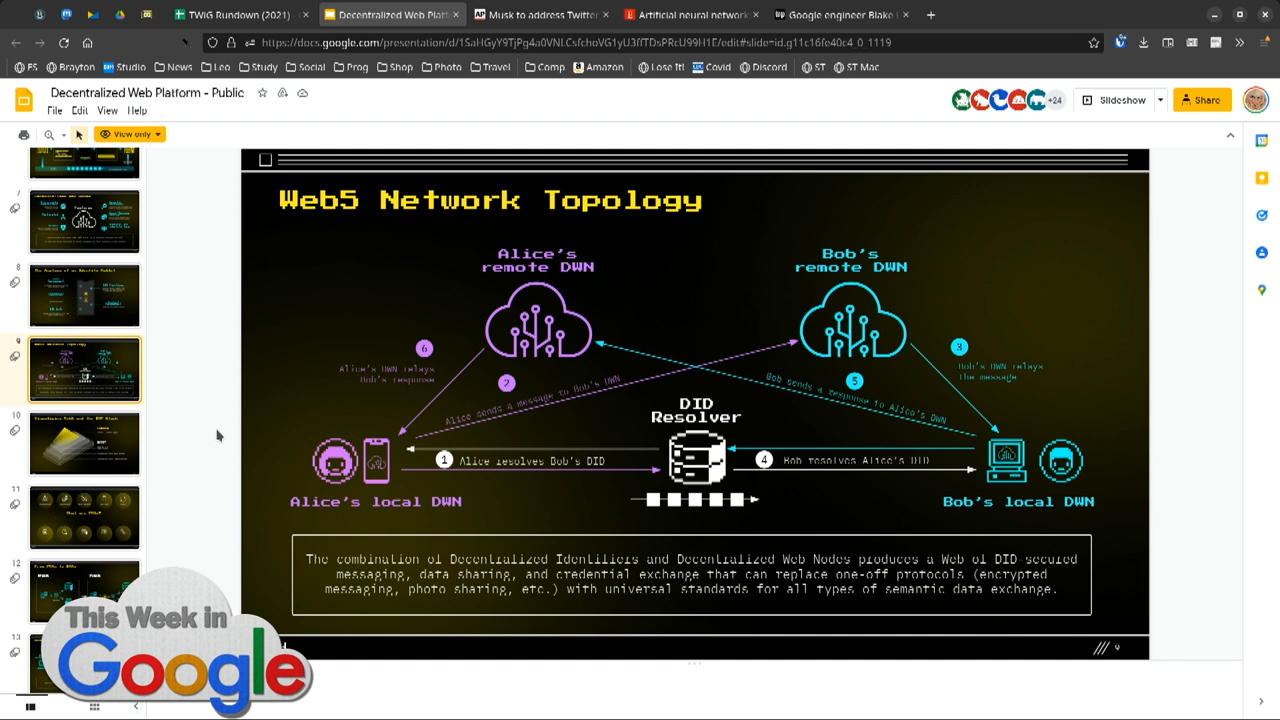 TWiG Rundown (2021)
Decentralized Web Platf
Musk to address Twitter
Artificial neural network
Google engineer Blake
https://docs.google.com/presentation/d/1SaHGyY9TjPg4a0VNLCsfchoVG1yU3ffTDsPRcU99H1E/edit#slide=id.g11c16fe40c4_0_1119
F5 Brayton Studio News Leo Study Social Prog Shop Photo Travel Comp Amazon Lose It! Covid Discord ST ST Mac
Decentralized Web Platform - Public
File Edit View Help
+24
Slideshow
Share
View only
7
8
9
10
11
12
13
Web5 Network Topology
Alice's
remote DWN
Bob's
remote DWN
6
Alice's DWN relays
Bob's response
Alice sends a message to Bob's DWN
5
Bob sends response to Alice's DWN
3
Bob's DWN relays
the message
DID
Resolver
1 Alice resolves Bob's DID
4 Bob resolves Alice's DID
Alice's local DWN
Bob's local DWN
The combination of Decentralized Identifiers and Decentralized Web Nodes produces a Web of DID-secured
messaging, data sharing, and credential exchange that can replace one-off protocols (encrypted
messaging, photo sharing, etc.) with universal standards for all types of semantic data exchange.
/// 9
This Week in
Google